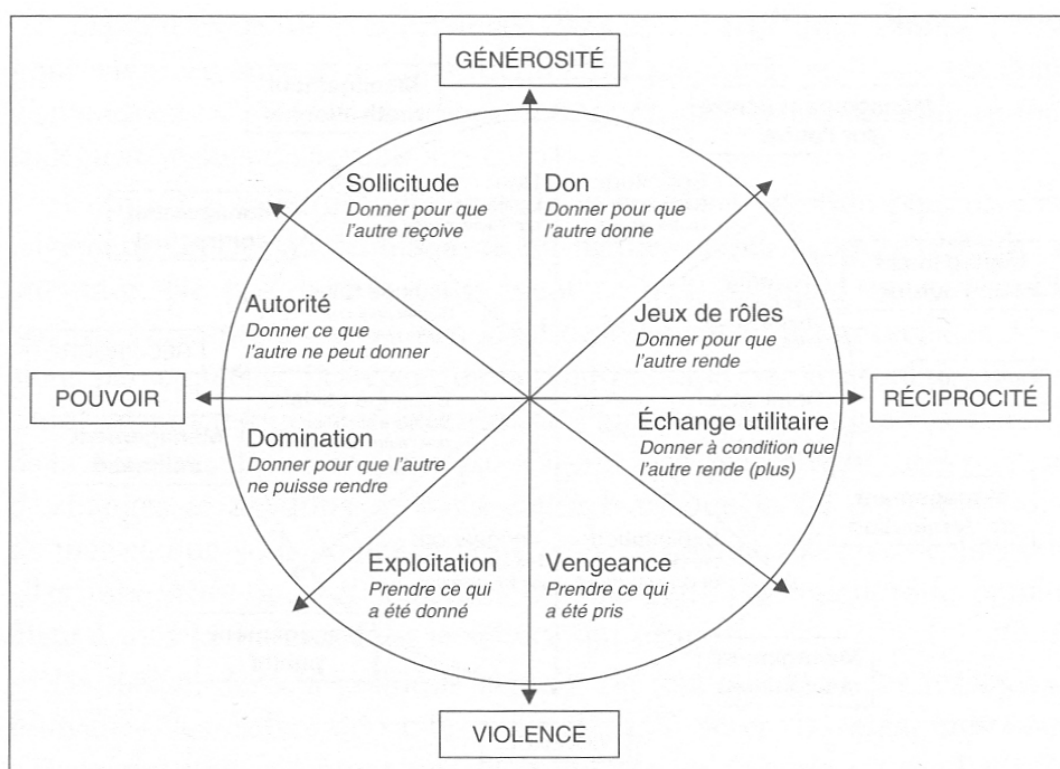 GÉNÉROSITÉ
Sollicitude
Donner pour que
l'autre reçoive
Don
Donner pour que
l'autre donne
Autorité
Donner ce que
l'autre ne peut donner
Jeux de rôles
Donner pour que
l'autre rende
POUVOIR
RÉCIPROCITÉ
Domination
Donner pour que l'autre
ne puisse rendre
Échange utilitaire
Donner à condition que
l'autre rende (plus)
Exploitation
Prendre ce qui
a été donné
Vengeance
Prendre ce qui
a été pris
VIOLENCE